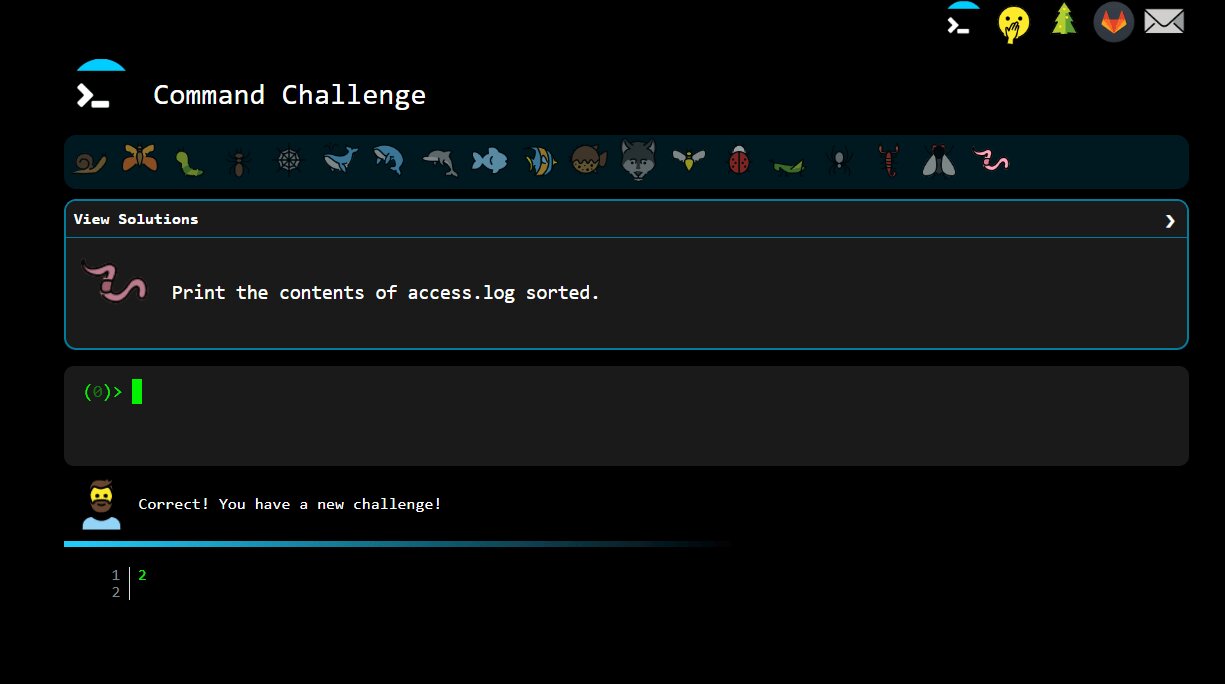 Command Challenge
View Solutions
Print the contents of access.log sorted.
(0)>
Correct! You have a new challenge!
1 2
2